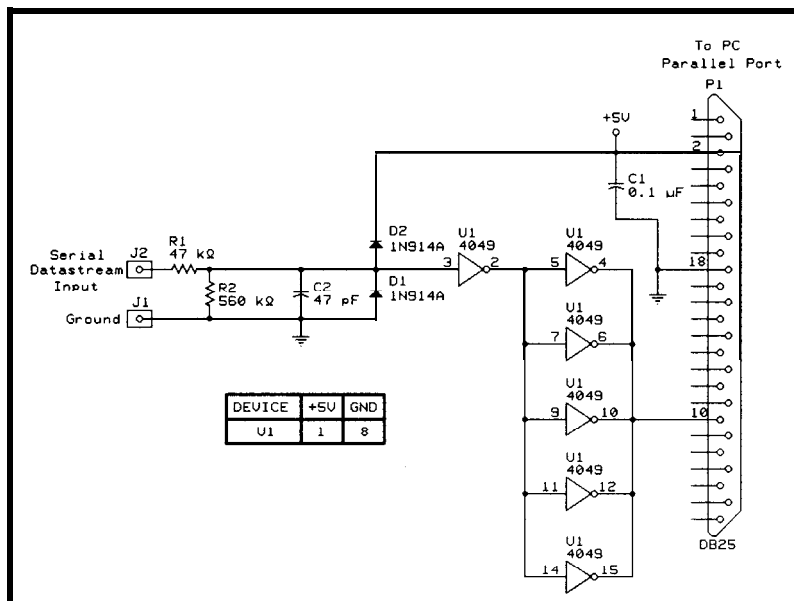 To PC
Parallel Port
P1
+5V
1
2
C1
0.1 µF
D2
1N914A
U1
4049
U1
4049
R1
47 kΩ
J2
Serial
Datastream
Input
3
2
5
4
18
R2
560 kΩ
C2
47 pF
D1
1N914A
J1
Ground
U1
4049
7
6
DEVICE +5V GND
U1 1 8
U1
4049
9
10
10
U1
4049
11
12
U1
4049
14
15
DB25